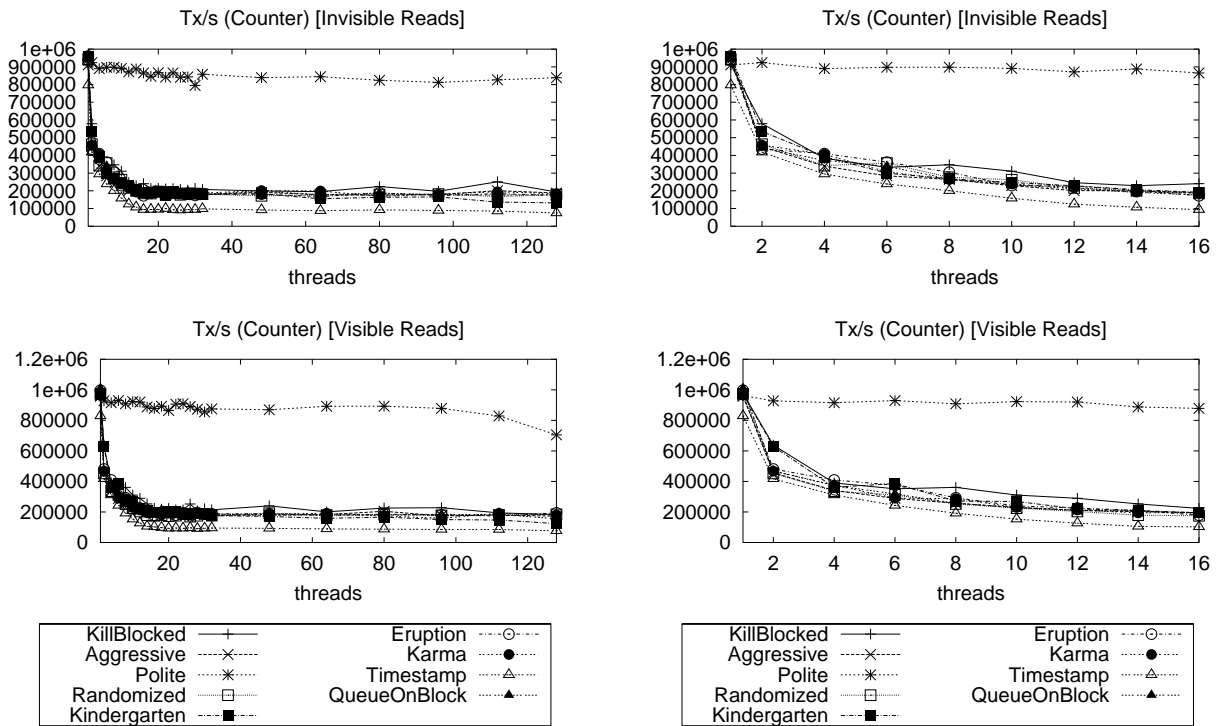 Tx/s (Counter) [Invisible Reads]
1e+06
900000
800000
700000
600000
500000
400000
300000
200000
100000
0
20 40 60 80 100 120
threads
Tx/s (Counter) [Invisible Reads]
1e+06
900000
800000
700000
600000
500000
400000
300000
200000
100000
0
2 4 6 8 10 12 14 16
threads
Tx/s (Counter) [Visible Reads]
1.2e+06
1e+06
800000
600000
400000
200000
0
0 20 40 60 80 100 120
threads
Tx/s (Counter) [Visible Reads]
1.2e+06
1e+06
800000
600000
400000
200000
0
2 4 6 8 10 12 14 16
threads
KillBlocked
Aggressive
Polite
Randomized
Kindergarten
Eruption
Karma
Timestamp
QueueOnBlock
KillBlocked
Aggressive
Polite
Randomized
Kindergarten
Eruption
Karma
Timestamp
QueueOnBlock